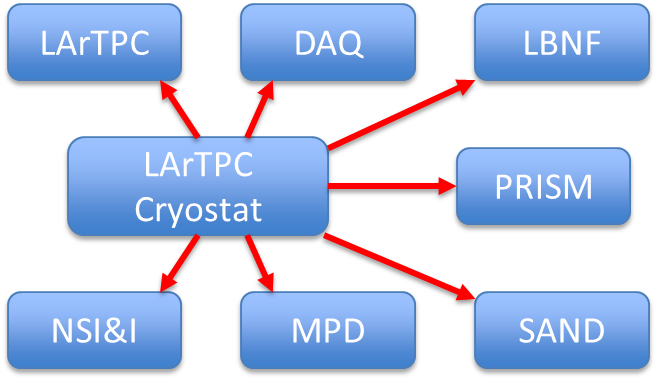 LArTPC
DAQ
LBNF
LArTPC
Cryostat
PRISM
NSI&I
MPD
SAND